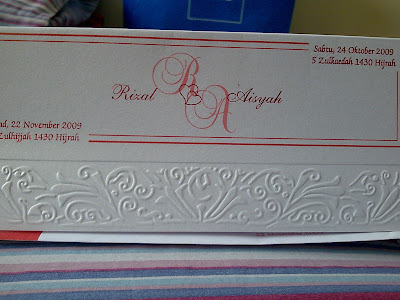 Sabtu, 24 Oktober 2009
5 Zulkaedah 1430 Hijrah
R
A
Rizal
Aisyah
ad, 22 November 2009
Zulhijjah 1430 Hijrah